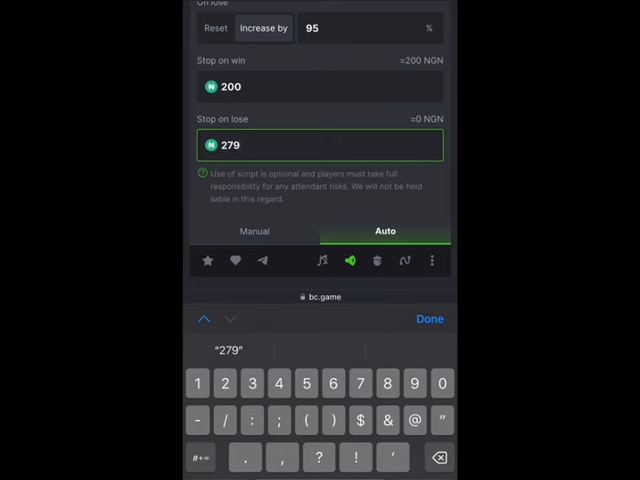 On lose
Reset Increase by 95 %
Stop on win ≈200 NGN
200
Stop on lose ≈0 NGN
279
Use of script is optional and players must take full
responsibility for any attendant risks. We will not be held
liable in this regard.
Manual Auto
bc.game
Done
“279”
1 2 3 4 5 6 7 8 9 0
- / : ; ( ) $ & @ "
#+= . , ? ! '